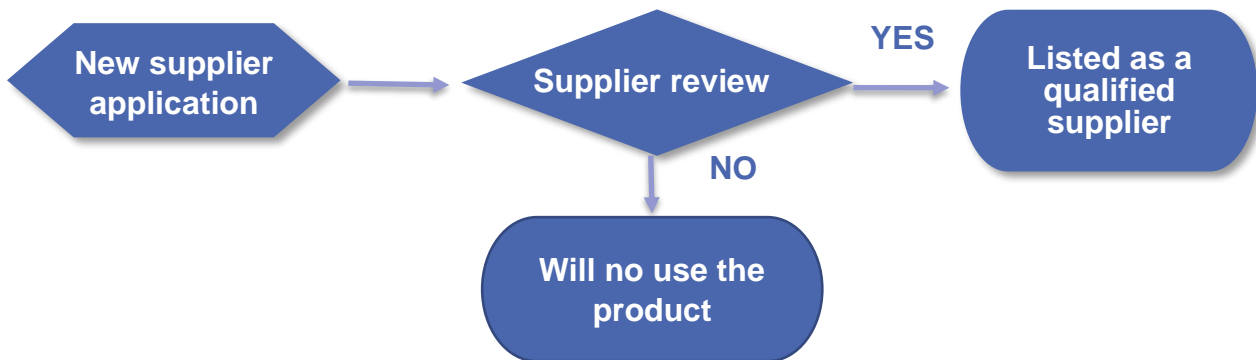 New supplier
application
Supplier review
YES
Listed as a
qualified
supplier
NO
Will no use the
product